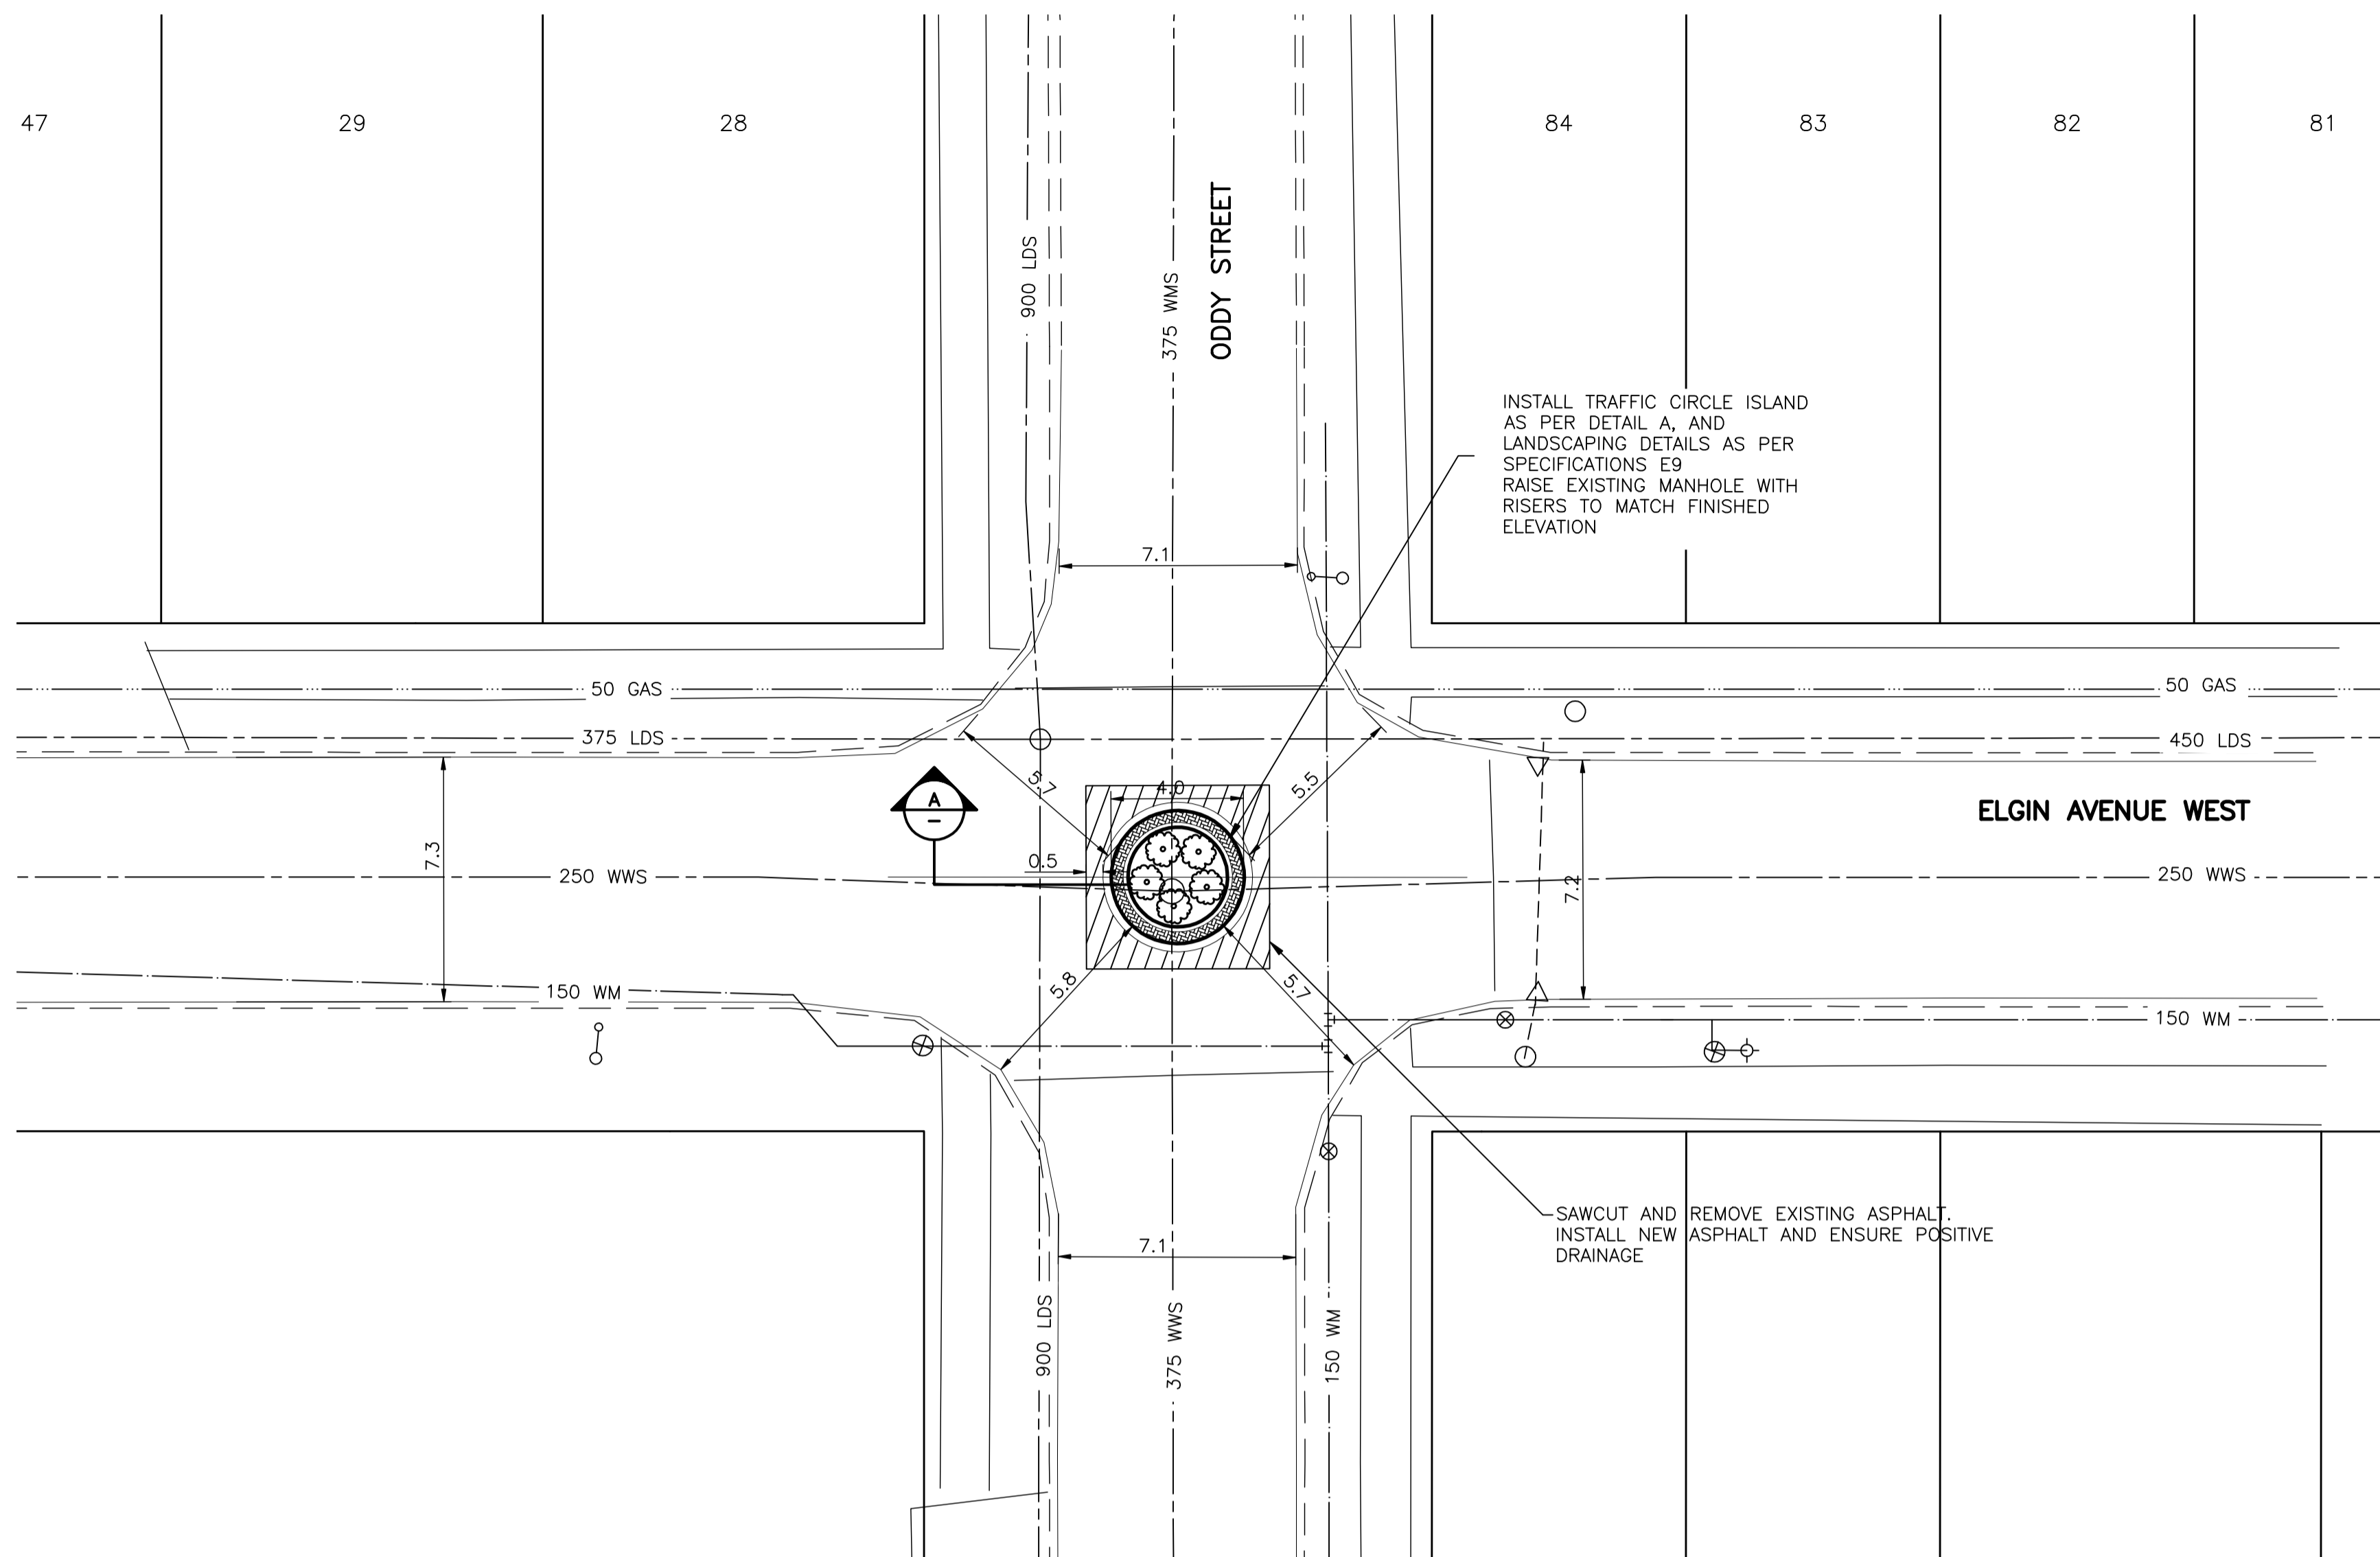 47
29
28
84
83
82
81
900 LDS
375 WMS
ODDY STREET
INSTALL TRAFFIC CIRCLE ISLAND
AS PER DETAIL A, AND
LANDSCAPING DETAILS AS PER
SPECIFICATIONS E9
RAISE EXISTING MANHOLE WITH
RISERS TO MATCH FINISHED
ELEVATION
7.1
50 GAS
50 GAS
375 LDS
450 LDS
5.7
4.0
5.5
A
ELGIN AVENUE WEST
7.3
0.5
250 WWS
7.2
250 WWS
150 WM
5.8
5.7
150 WM
SAWCUT AND REMOVE EXISTING ASPHALT.
INSTALL NEW ASPHALT AND ENSURE POSITIVE
DRAINAGE
7.1
900 LDS
375 WWS
150 WM